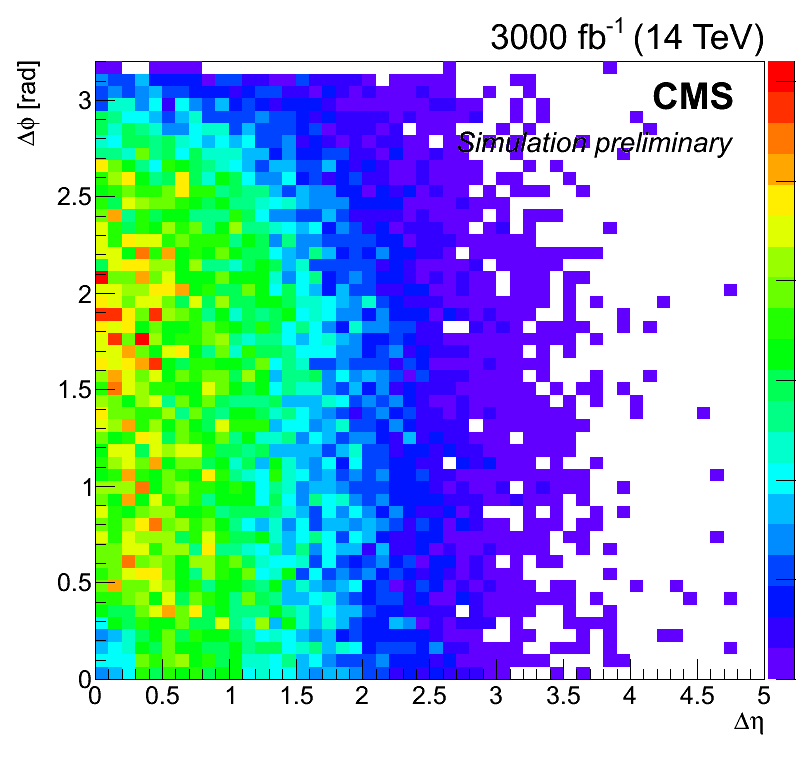 3000 fb-1 (14 TeV)
Δϕ [rad]
CMS
Simulation preliminary
3
2.5
2
1.5
1
0.5
0
0 0.5 1 1.5 2 2.5 3 3.5 4 4.5 5
Δη